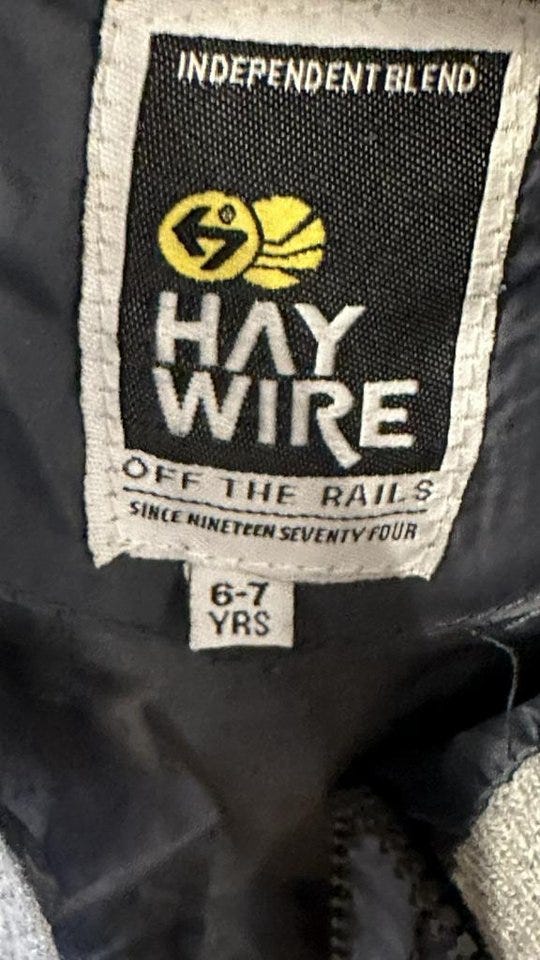 INDEPENDENT BLEND
HAY
WIRE
OFF THE RAILS
SINCE NINETEEN SEVENTY FOUR
6-7
YRS